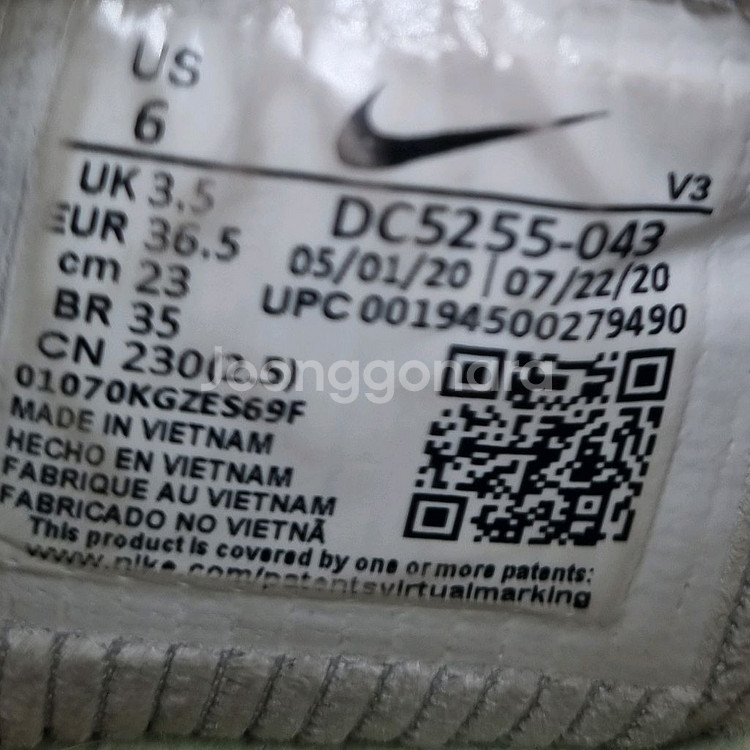 US
6
V3
UK 3.5
EUR 36.5
cm 23
BR 35
CN 230(2.5)
DC5255-043
05/01/20 | 07/22/20
UPC 00194500279490
Joonggonara
01070KGZES69F
MADE IN VIETNAM
HECHO EN VIETNAM
FABRIQUE AU VIETNAM
FABRICADO NO VIETNÃ
This product is covered by one or more patents:
www.nike.com/patentsvirtualmarking